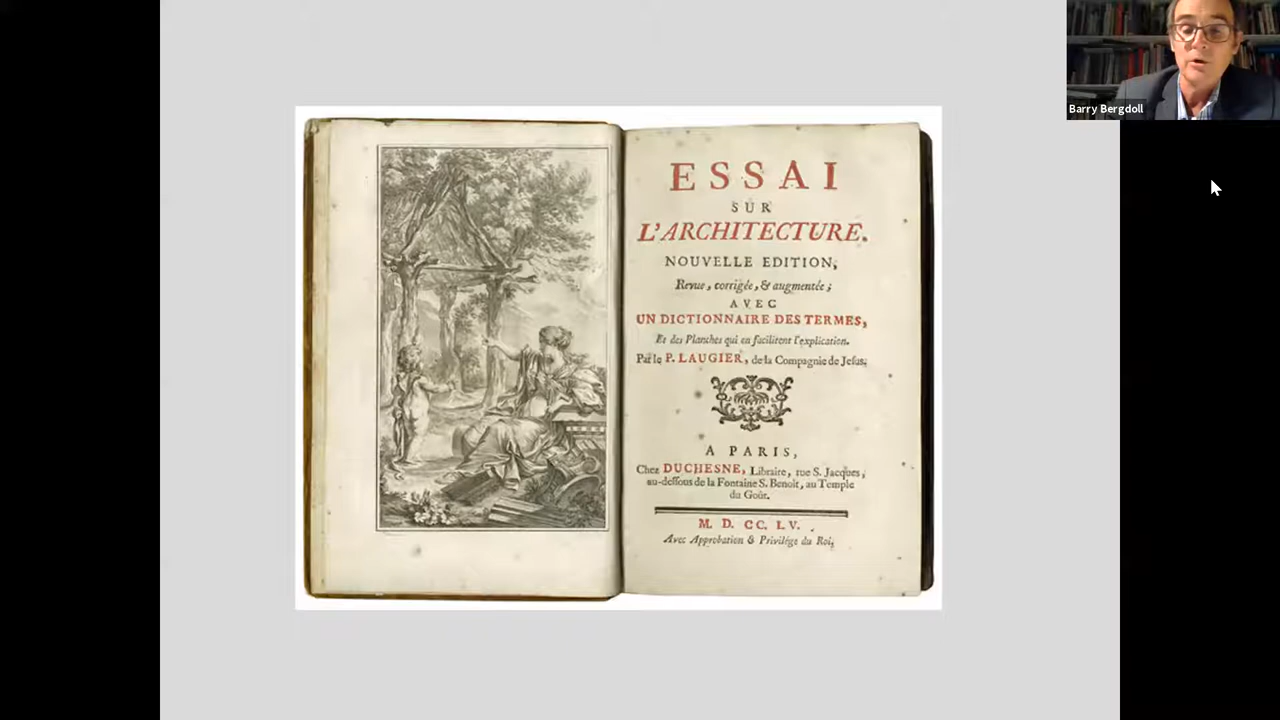 Barry Bergdoll
ESSAI
SUR
L'ARCHITECTURE.
NOUVELLE EDITION,
Revue, corrigée, & augmentée;
AVEC
UN DICTIONNAIRE DES TERMES,
Et des Planches qui en facilitent l'explication.
Par le P. LAUGIER, de la Compagnie de Jesus.
A PARIS,
Chez DUCHESNE, Libraire, rue S. Jacques,
au-dessous de la Fontaine S. Benoît, au Temple
du Goût.
M. D. CC. LV.
Avec Approbation & Privilége du Roi,